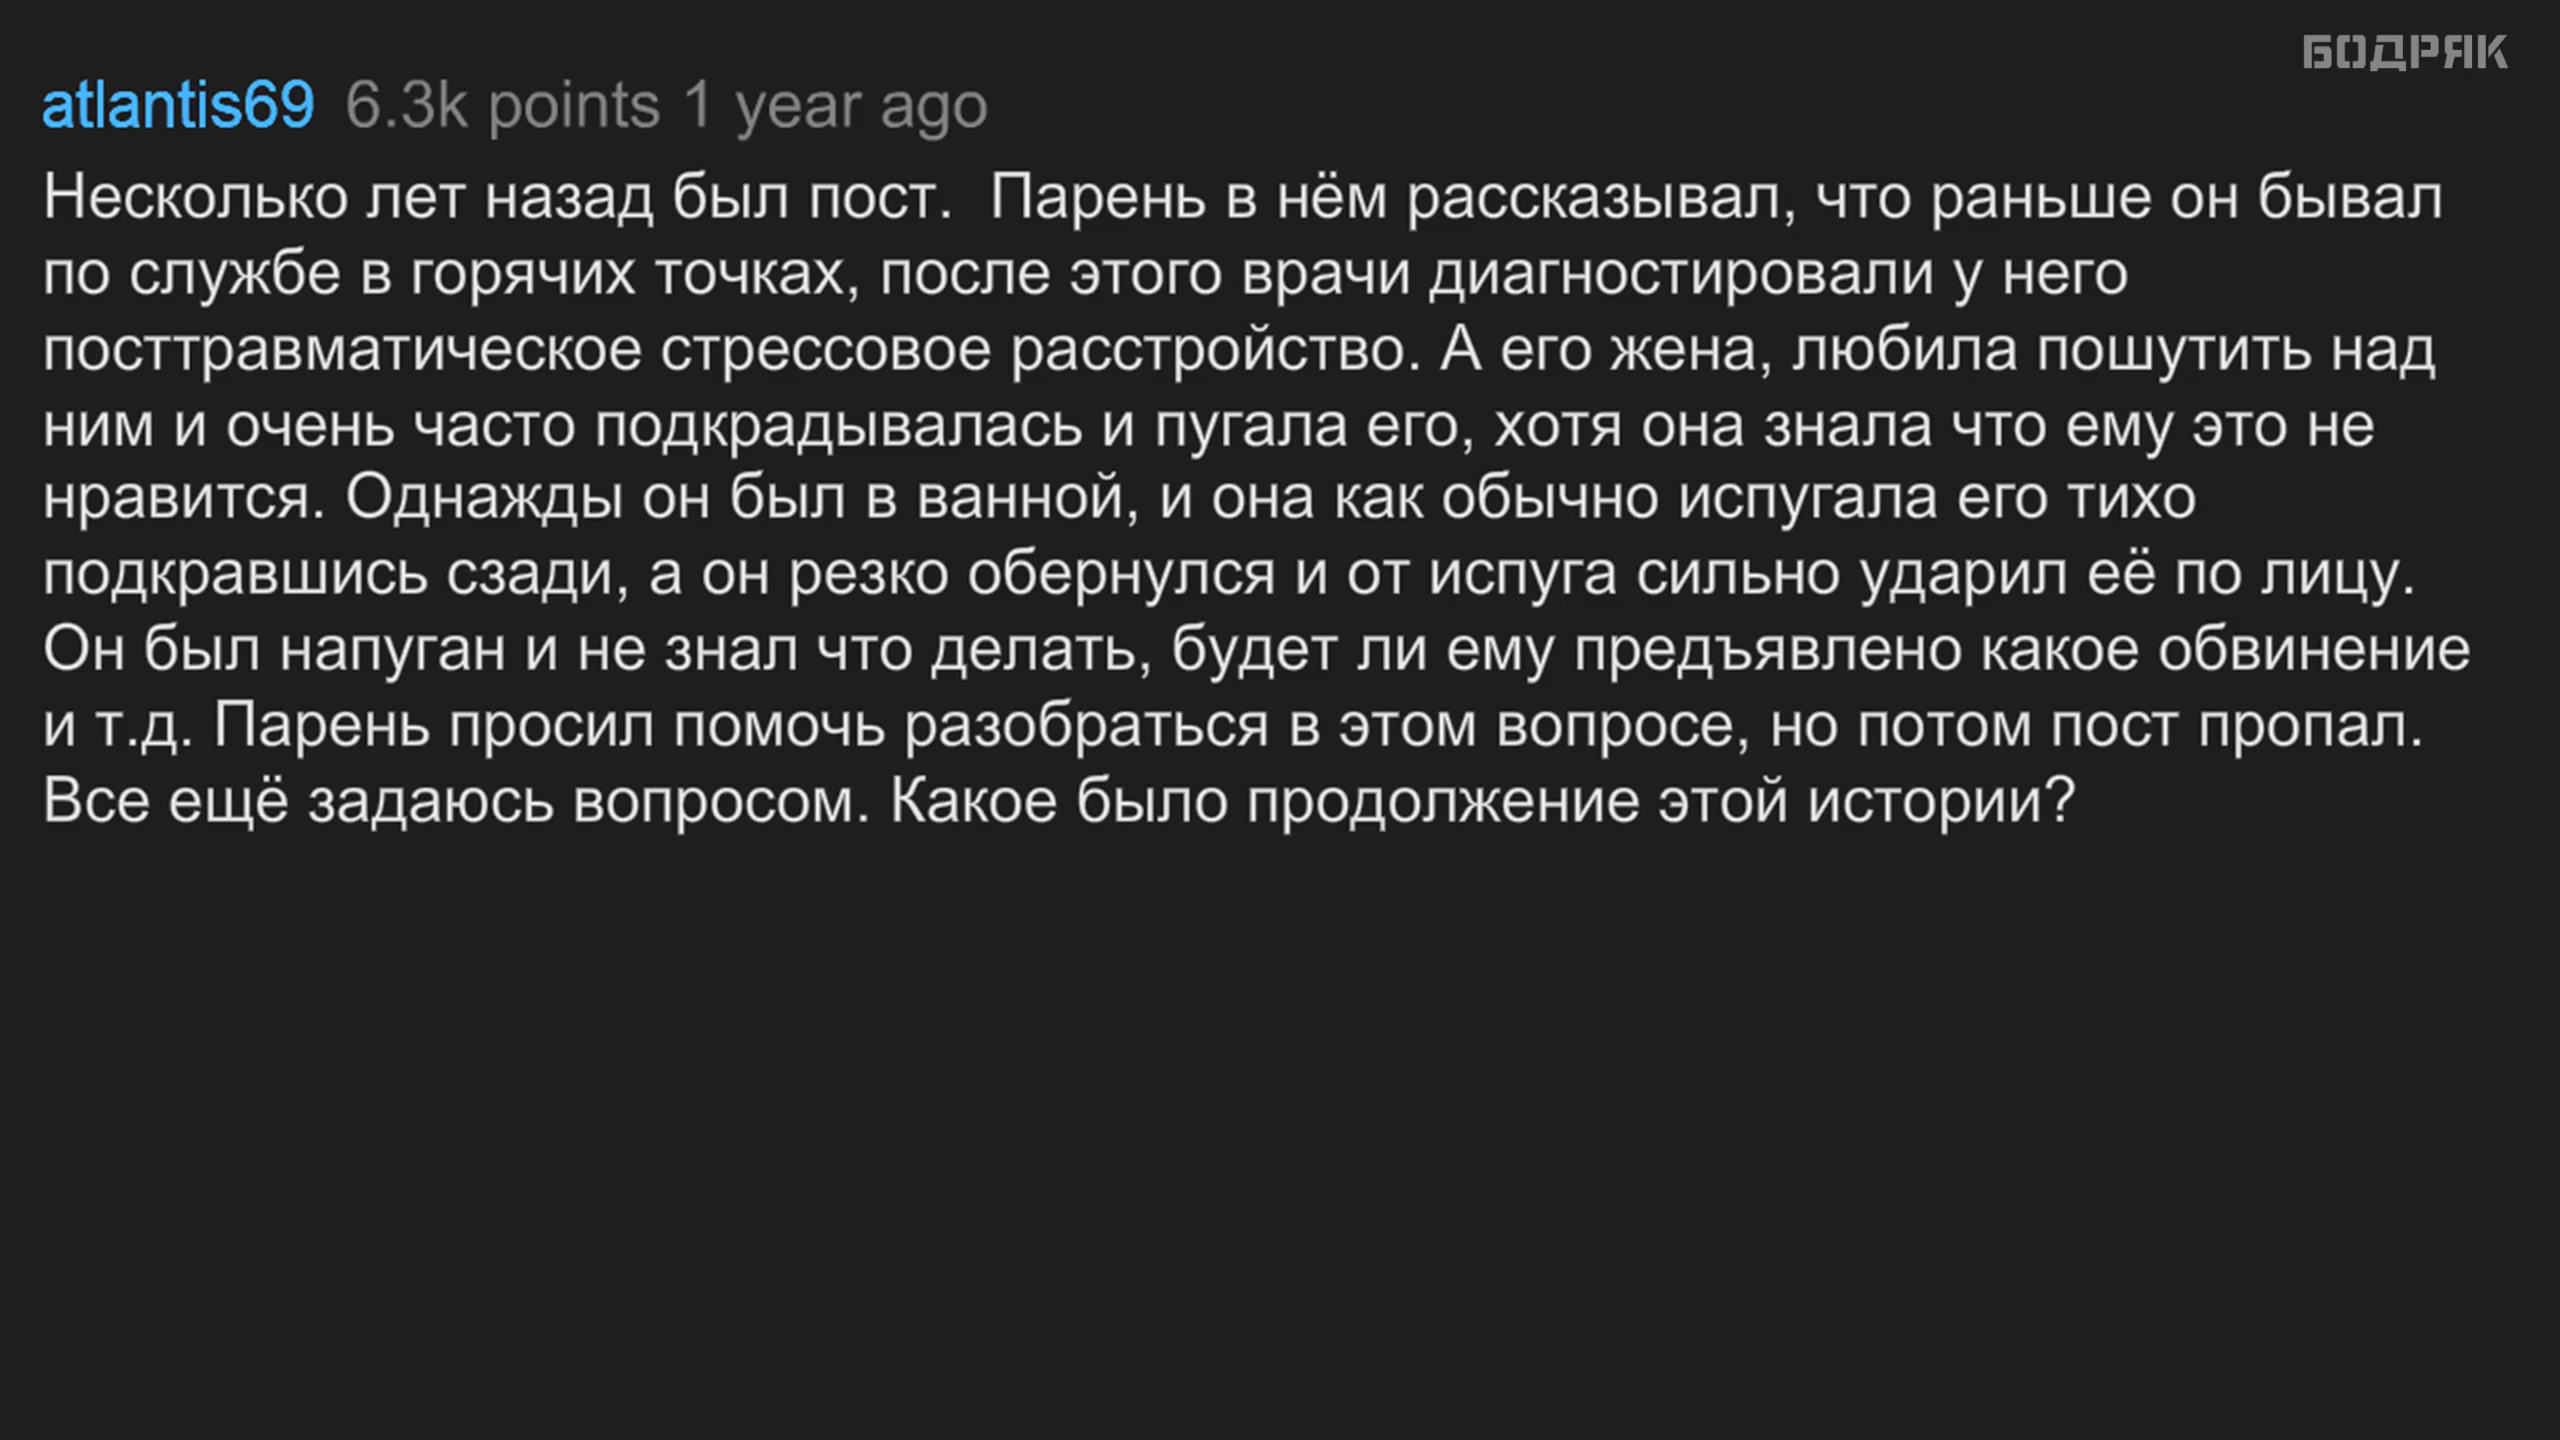 БОДРЯК
atlantis69 6.3k points 1 year ago
Несколько лет назад был пост.  Парень в нём рассказывал, что раньше он бывал
по службе в горячих точках, после этого врачи диагностировали у него
посттравматическое стрессовое расстройство. А его жена, любила пошутить над
ним и очень часто подкрадывалась и пугала его, хотя она знала что ему это не
нравится. Однажды он был в ванной, и она как обычно испугала его тихо
подкравшись сзади, а он резко обернулся и от испуга сильно ударил её по лицу.
Он был напуган и не знал что делать, будет ли ему предъявлено какое обвинение
и т.д. Парень просил помочь разобраться в этом вопросе, но потом пост пропал.
Все ещё задаюсь вопросом. Какое было продолжение этой истории?